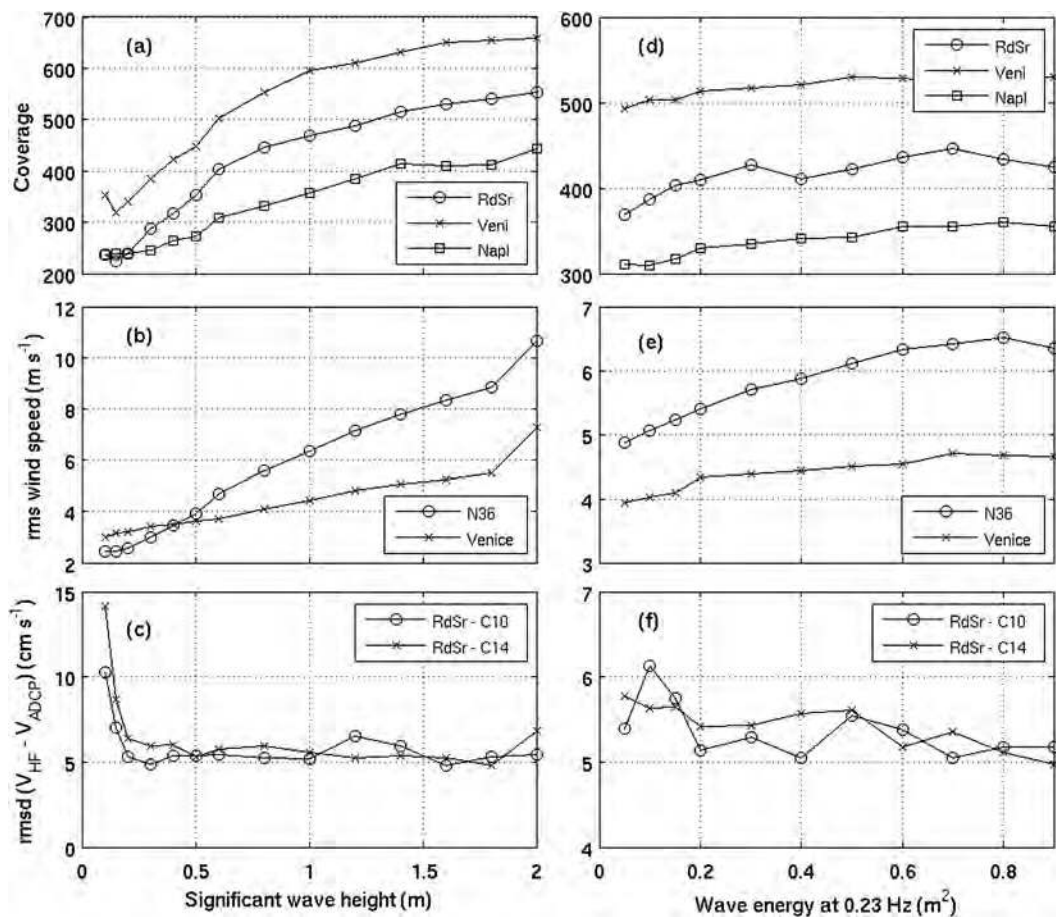 700
600
500
400
300
200
Coverage
(a)
RdSr
Veni
Napl
600
500
400
300
(d)
RdSr
Veni
Napl
12
10
8
6
4
2
rms wind speed (m s⁻¹)
(b)
N36
Venice
7
6
5
4
3
(e)
N36
Venice
15
10
5
0
rmsd (V_HF - V_ADCP) (cm s⁻¹)
(c)
RdSr - C10
RdSr - C14
0 0.5 1 1.5 2
Significant wave height (m)
7
6
5
4
(f)
RdSr - C10
RdSr - C14
0 0.2 0.4 0.6 0.8
Wave energy at 0.23 Hz (m²)